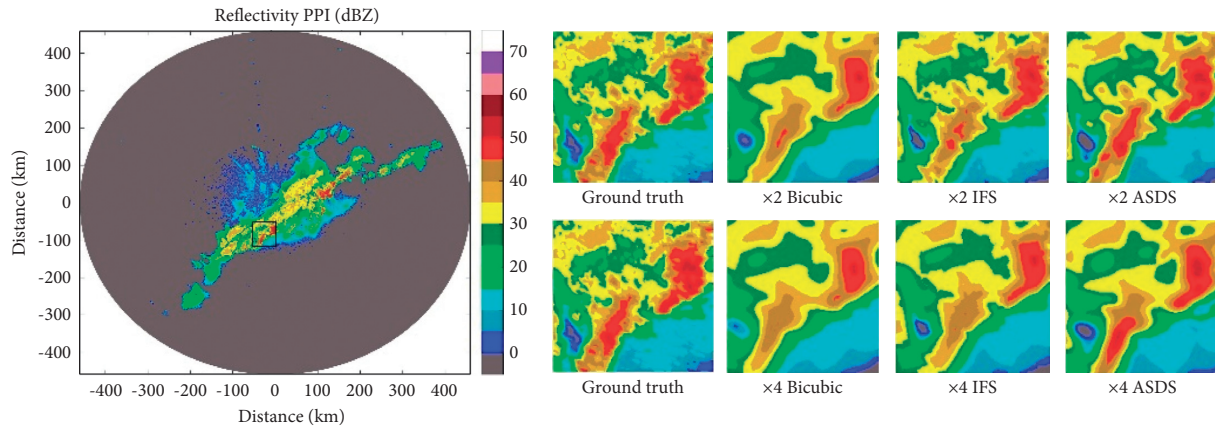 Reflectivity PPI (dBZ)
400
300
200
100
0
-100
-200
-300
-400
Distance (km)
-400 -300 -200 -100 0 100 200 300 400
Distance (km)
70
60
50
40
30
20
10
0
Ground truth ×2 Bicubic ×2 IFS ×2 ASDS
Ground truth ×4 Bicubic ×4 IFS ×4 ASDS